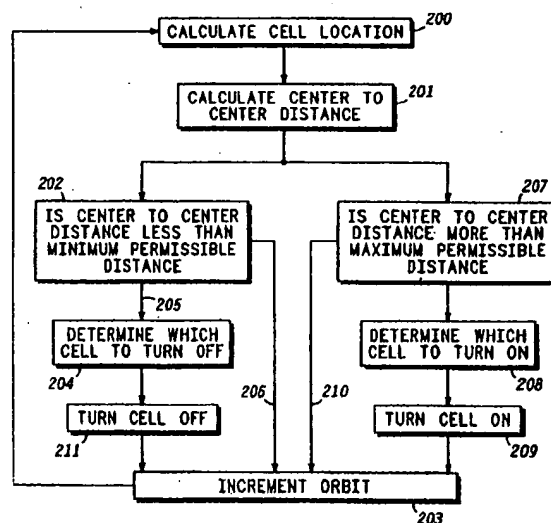 200
CALCULATE CELL LOCATION
201
CALCULATE CENTER TO
CENTER DISTANCE
202
IS CENTER TO CENTER
DISTANCE LESS THAN
MINIMUM PERMISSIBLE
DISTANCE
207
IS CENTER TO CENTER
DISTANCE MORE THAN
MAXIMUM PERMISSIBLE
DISTANCE
205
DETERMINE WHICH
CELL TO TURN OFF
204
206
210
DETERMINE WHICH
CELL TO TURN ON
208
TURN CELL OFF
211
TURN CELL ON
209
INCREMENT ORBIT
203